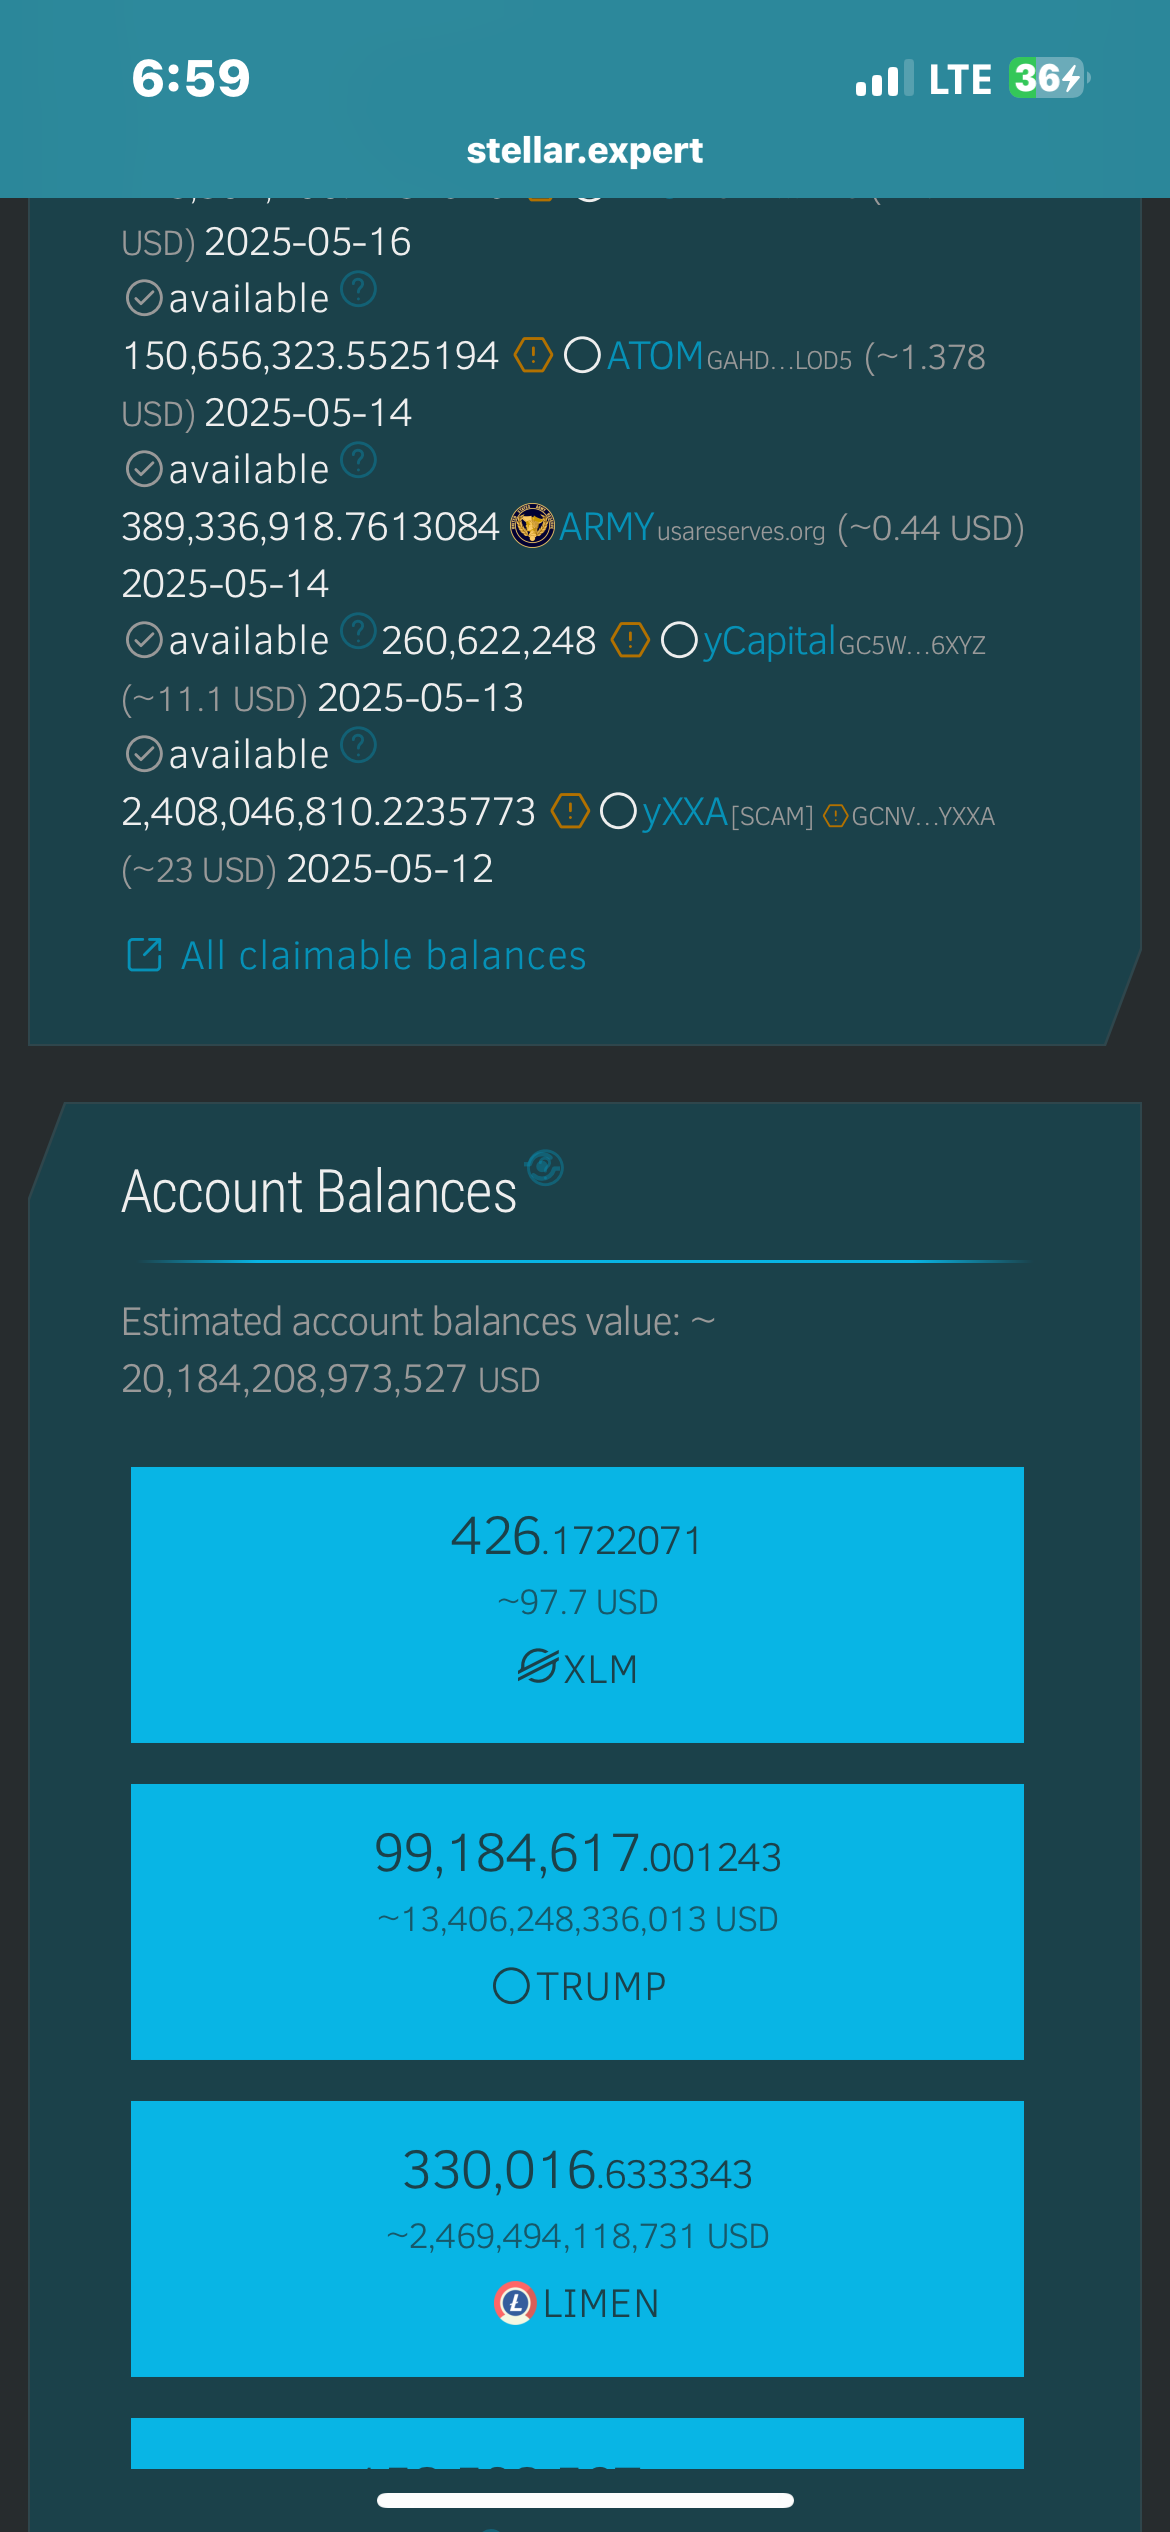 6:59
LTE 36
stellar.expert
USD) 2025-05-16
available ?
150,656,323.5525194 ! ATOM GAHD...LOD5 (~1.378
USD) 2025-05-14
available ?
389,336,918.7613084 ARMY usareserves.org (~0.44 USD)
2025-05-14
available ? 260,622,248 ! yCapital GC5W...6XYZ
(~11.1 USD) 2025-05-13
available ?
2,408,046,810.2235773 ! yXXA [SCAM] ! GCNV...YXXA
(~23 USD) 2025-05-12
All claimable balances
Account Balances
Estimated account balances value: ~
20,184,208,973,527 USD
426.1722071
~97.7 USD
XLM
99,184,617.001243
~13,406,248,336,013 USD
TRUMP
330,016.6333343
~2,469,494,118,731 USD
LIMEN